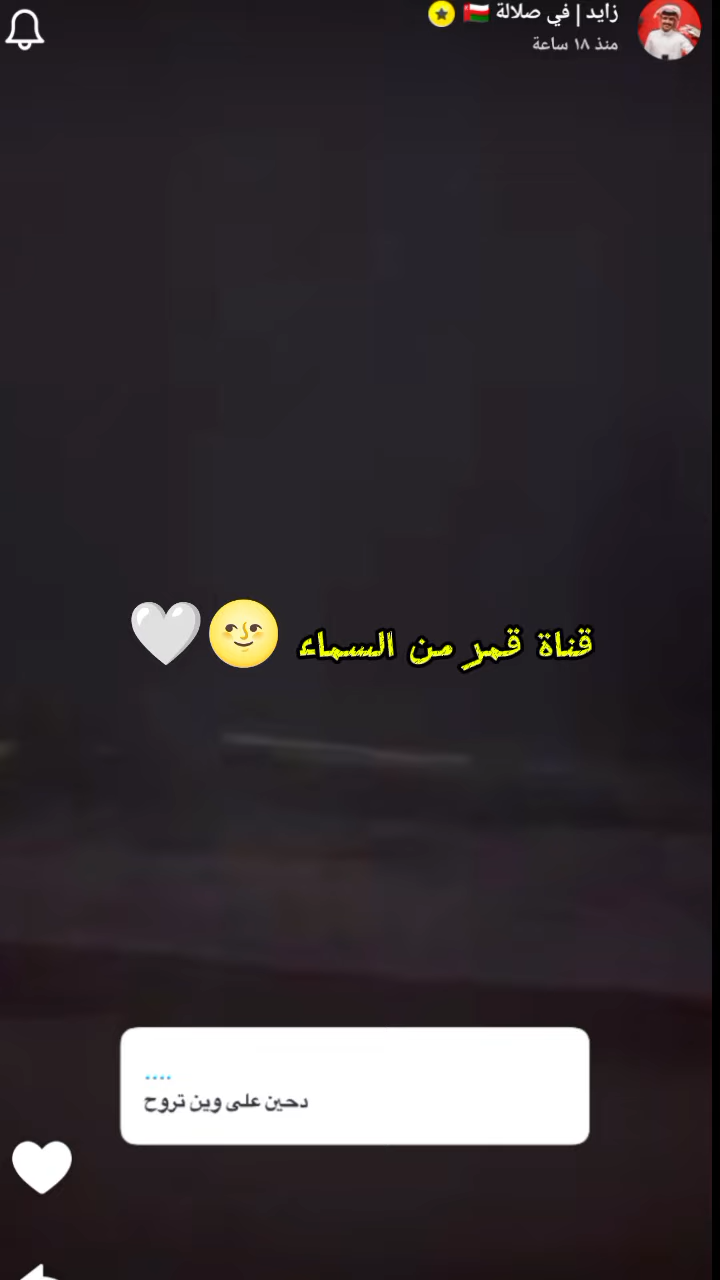 زايد | في صلالة 🇴🇲
منذ ١٨ ساعة
قناة قمر من السماء 🌝🤍
....
دحين على وين تروح